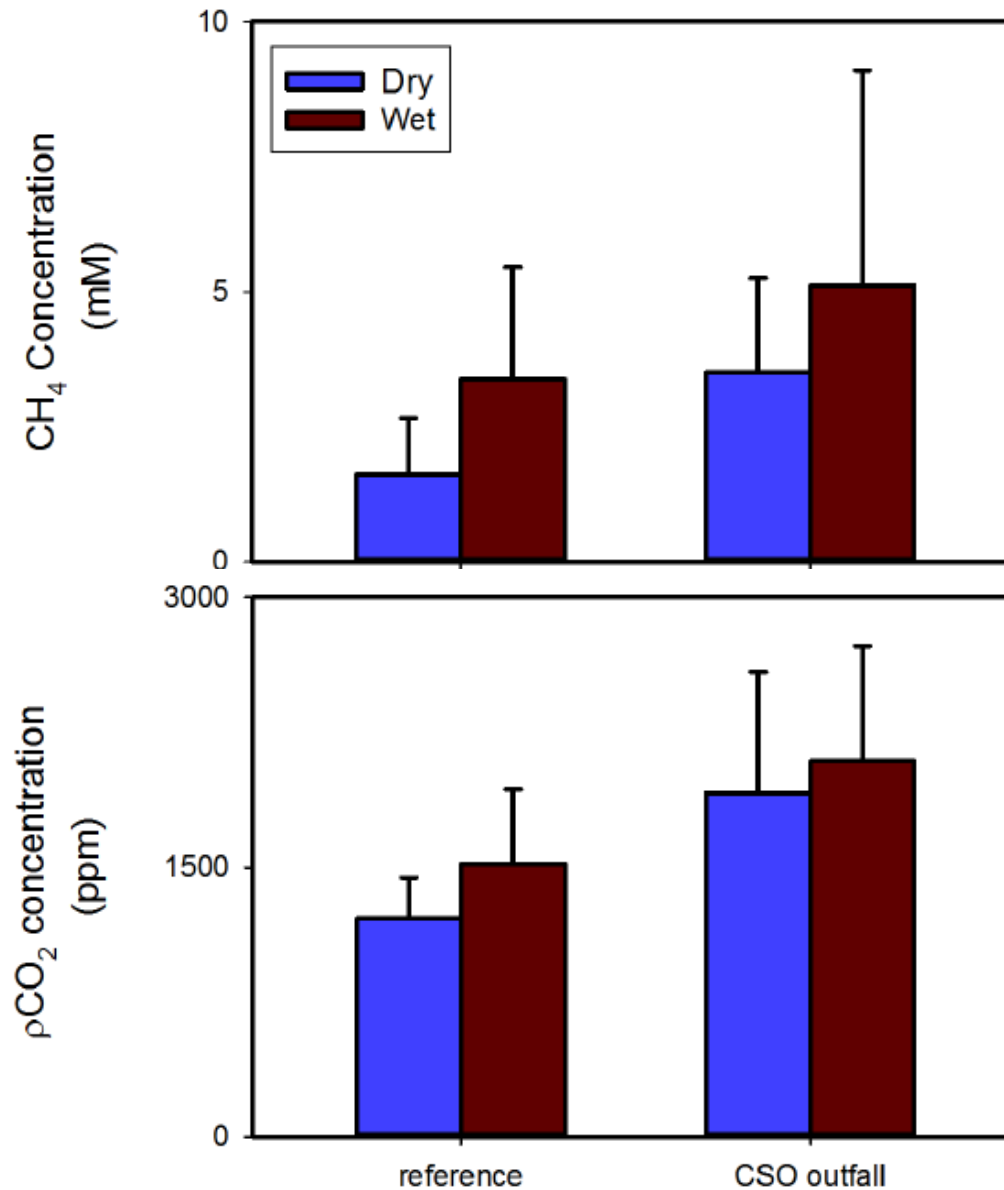 10
Dry
Wet
CH₄ Concentration
(mM)
5
0
3000
ρCO₂ concentration
(ppm)
1500
0
reference
CSO outfall